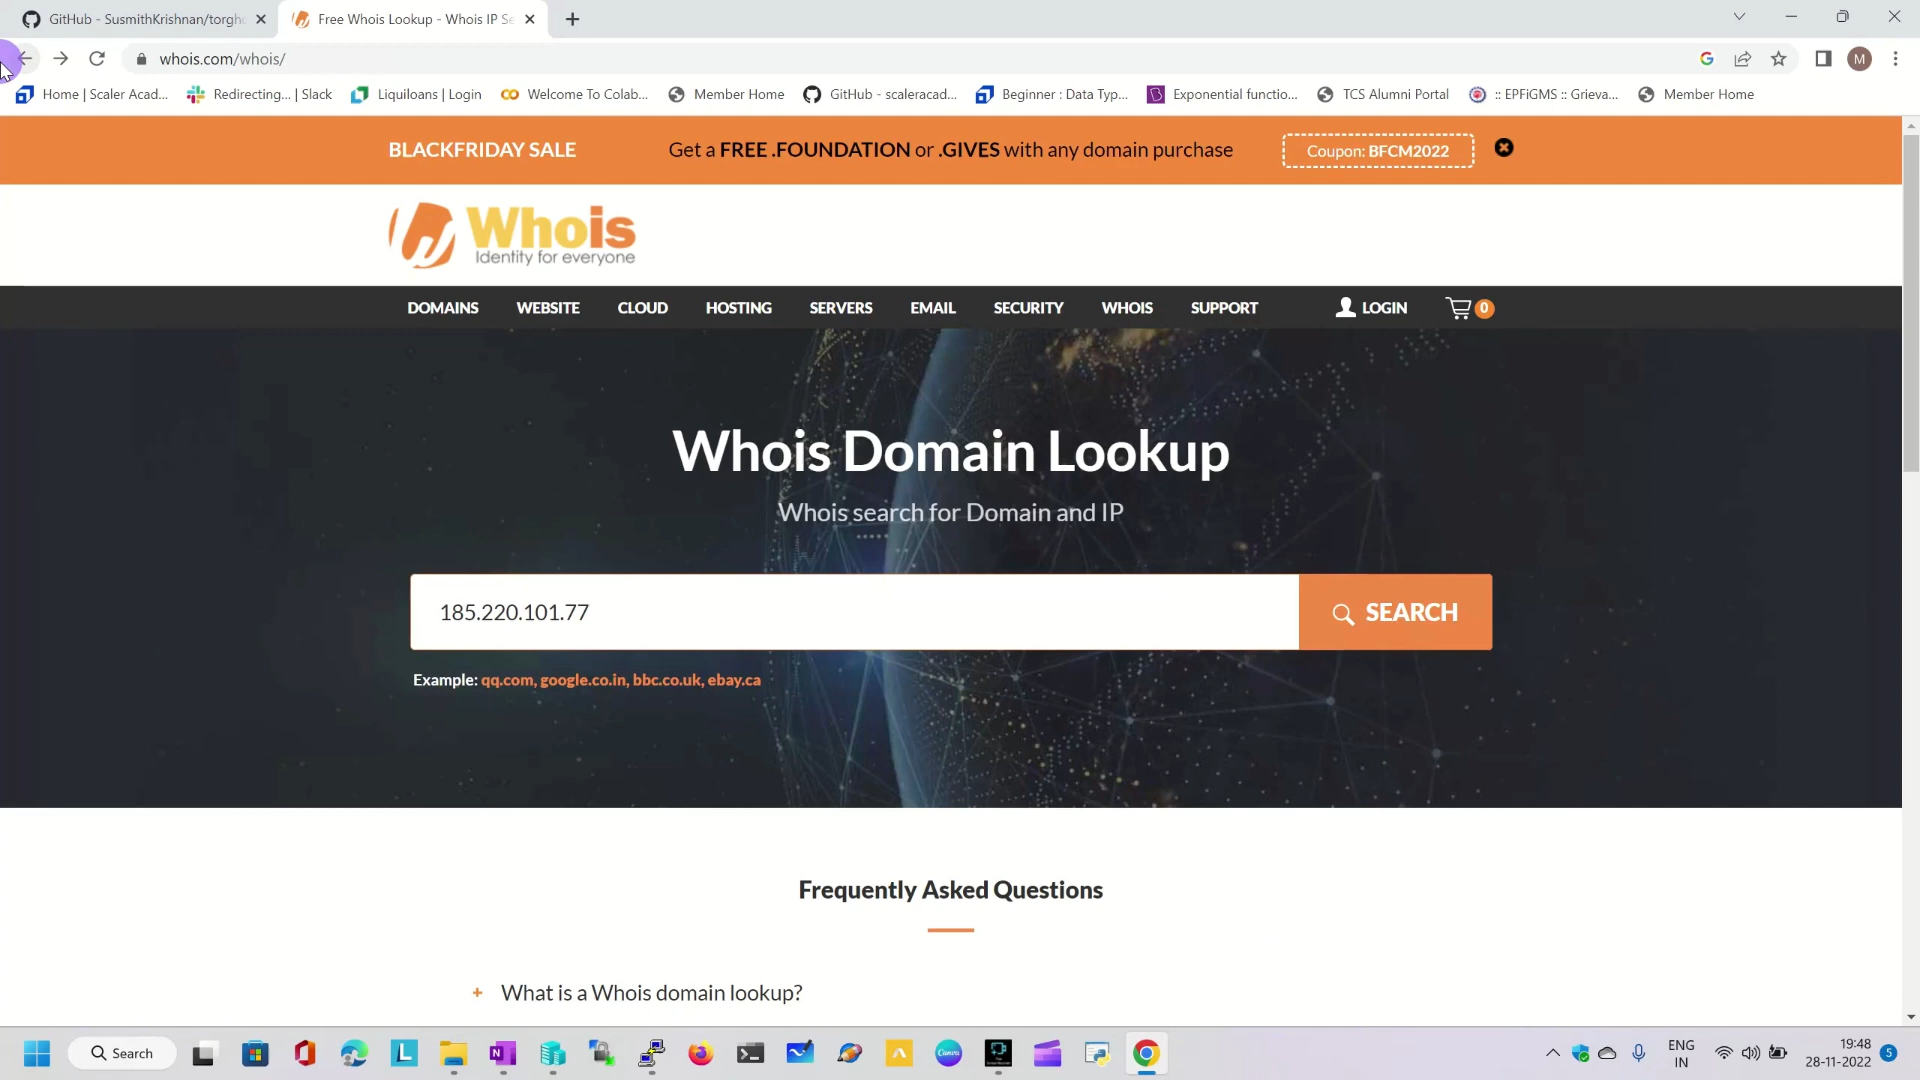 GitHub - SusmithKrishnan/torgh
Free Whois Lookup - Whois IP Se
whois.com/whois/
M
Home | Scaler Acad...
Redirecting... | Slack
Liquiloans | Login
Welcome To Colab...
Member Home
GitHub - scaleracad...
Beginner : Data Typ...
Exponential functio...
TCS Alumni Portal
:: EPFiGMS :: Grieva...
Member Home
BLACKFRIDAY SALE
Get a FREE .FOUNDATION or .GIVES with any domain purchase
Coupon: BFCM2022
Whois
Identity for everyone
DOMAINS WEBSITE CLOUD HOSTING SERVERS EMAIL SECURITY WHOIS SUPPORT LOGIN 0
Whois Domain Lookup
Whois search for Domain and IP
185.220.101.77
SEARCH
Example: qq.com, google.co.in, bbc.co.uk, ebay.ca
Frequently Asked Questions
+ What is a Whois domain lookup?
Search
L
N
Canva
ENG
IN
19:48
28-11-2022
5